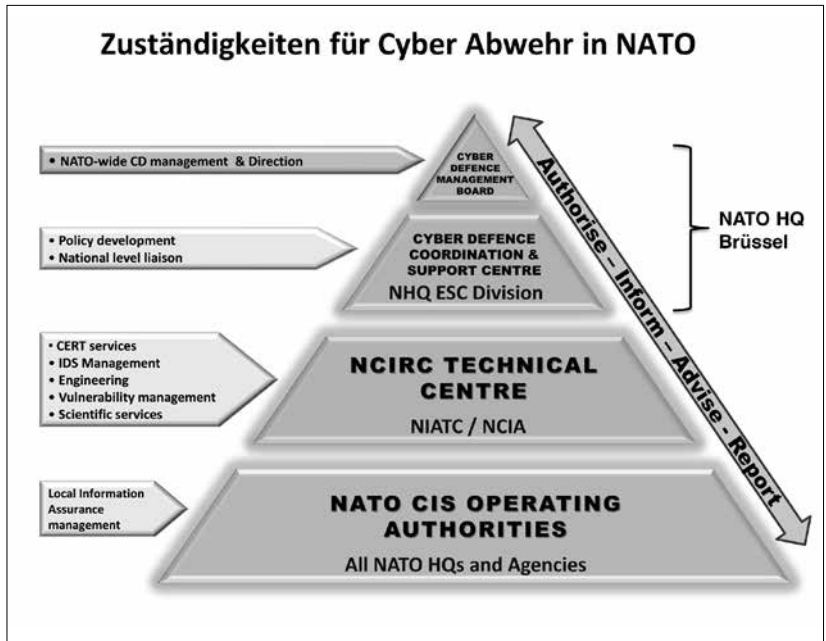 Zuständigkeiten für Cyber Abwehr in NATO
• NATO-wide CD management & Direction
CYBER
DEFENCE
MANAGEMENT
BOARD
• Policy development
• National level liaison
CYBER DEFENCE
COORDINATION &
SUPPORT CENTRE
NHQ ESC Division
• CERT services
• IDS Management
• Engineering
• Vulnerability management
• Scientific services
NCIRC TECHNICAL
CENTRE
NIATC / NCIA
Local Information
Assurance
management
NATO CIS OPERATING
AUTHORITIES
All NATO HQs and Agencies
Authorise – Inform – Advise - Report
NATO HQ
Brüssel